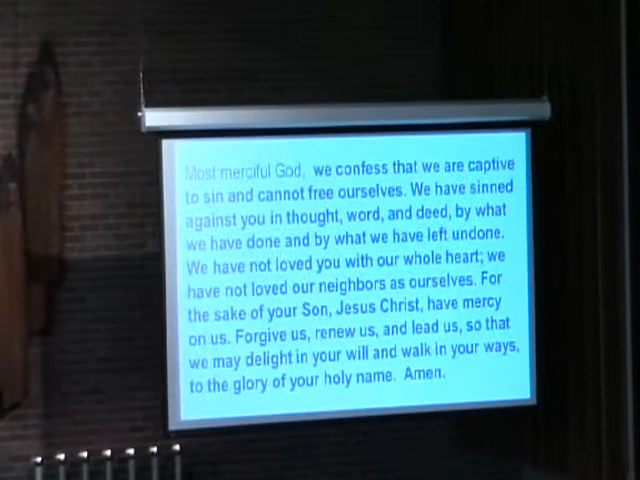 Most merciful God, we confess that we are captive
to sin and cannot free ourselves. We have sinned
against you in thought, word, and deed, by what
we have done and by what we have left undone.
We have not loved you with our whole heart; we
have not loved our neighbors as ourselves. For
the sake of your Son, Jesus Christ, have mercy
on us. Forgive us, renew us, and lead us, so that
we may delight in your will and walk in your ways,
to the glory of your holy name. Amen.